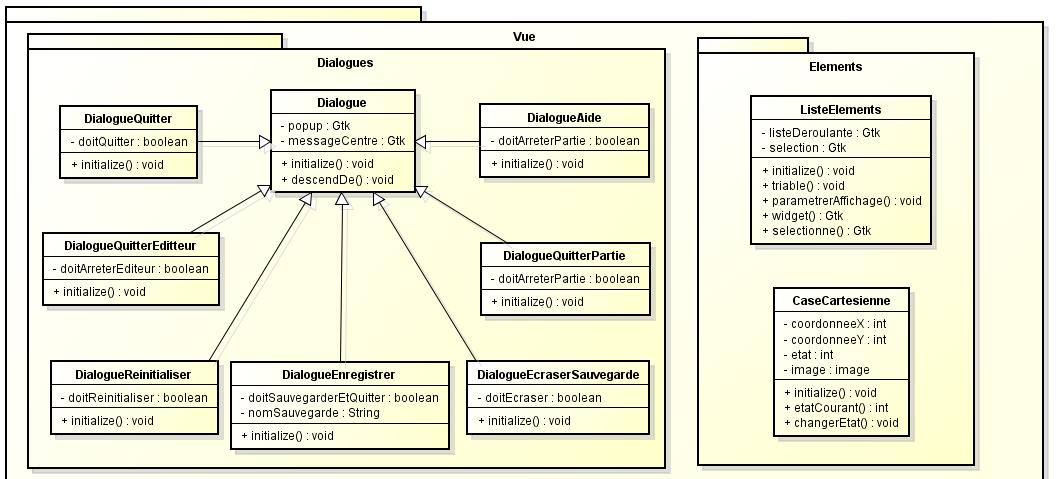 Vue
Dialogues
DialogueQuitter
- doitQuitter : boolean
+ initialize() : void
Dialogue
- popup : Gtk
- messageCentre : Gtk
+ initialize() : void
+ descendDe() : void
DialogueAide
- doitArreterPartie : boolean
+ initialize() : void
DialogueQuitterEditteur
- doitArreterEditeur : boolean
+ initialize() : void
DialogueQuitterPartie
- doitArreterPartie : boolean
+ initialize() : void
DialogueReinitialiser
- doitReinitialiser : boolean
+ initialize() : void
DialogueEnregistrer
- doitSauvegarderEtQuitter : boolean
- nomSauvegarde : String
+ initialize() : void
DialogueEcraserSauvegarde
- doitEcraser : boolean
+ initialize() : void
Elements
ListeElements
- listeDeroulante : Gtk
- selection : Gtk
+ initialize() : void
+ triable() : void
+ parametrerAffichage() : void
+ widget() : Gtk
+ selectionne() : Gtk
CaseCartesienne
- coordonneeX : int
- coordonneeY : int
- etat : int
- image : image
+ initialize() : void
+ etatCourant() : int
+ changerEtat() : void